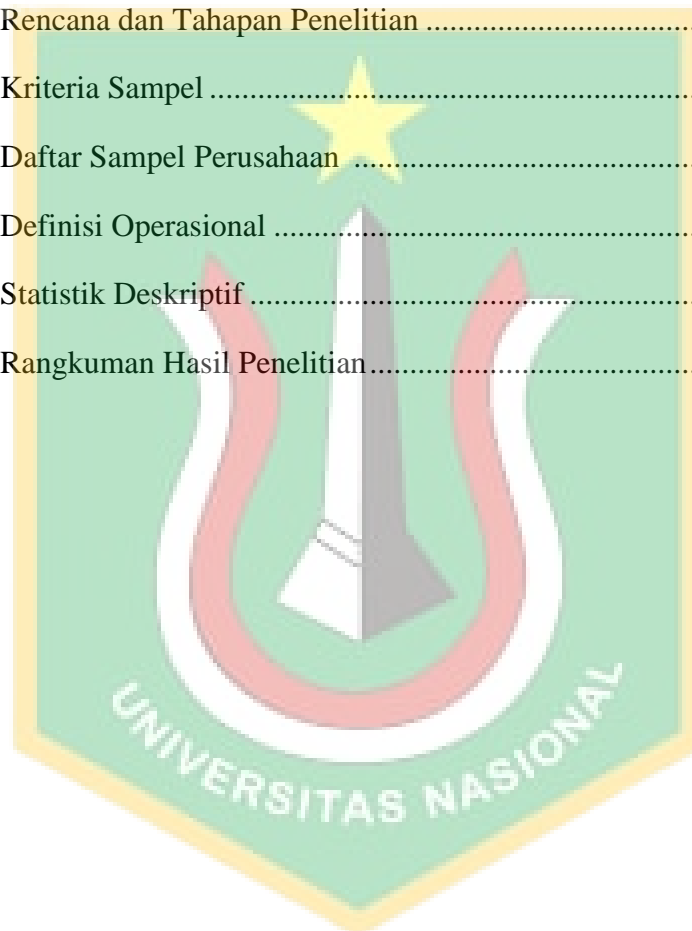 Rencana dan Tahapan Penelitian ..................................
Kriteria Sampel .............................................................
Daftar Sampel Perusahaan ...........................................
Definisi Operasional .....................................................
Statistik Deskriptif ........................................................
Rangkuman Hasil Penelitian .........................................
UNIVERSITAS NASIONAL